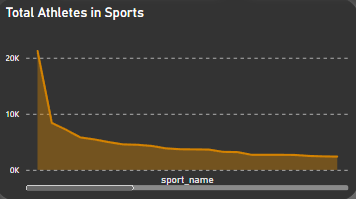 Total Athletes in Sports
20K
10K
0K
sport_name